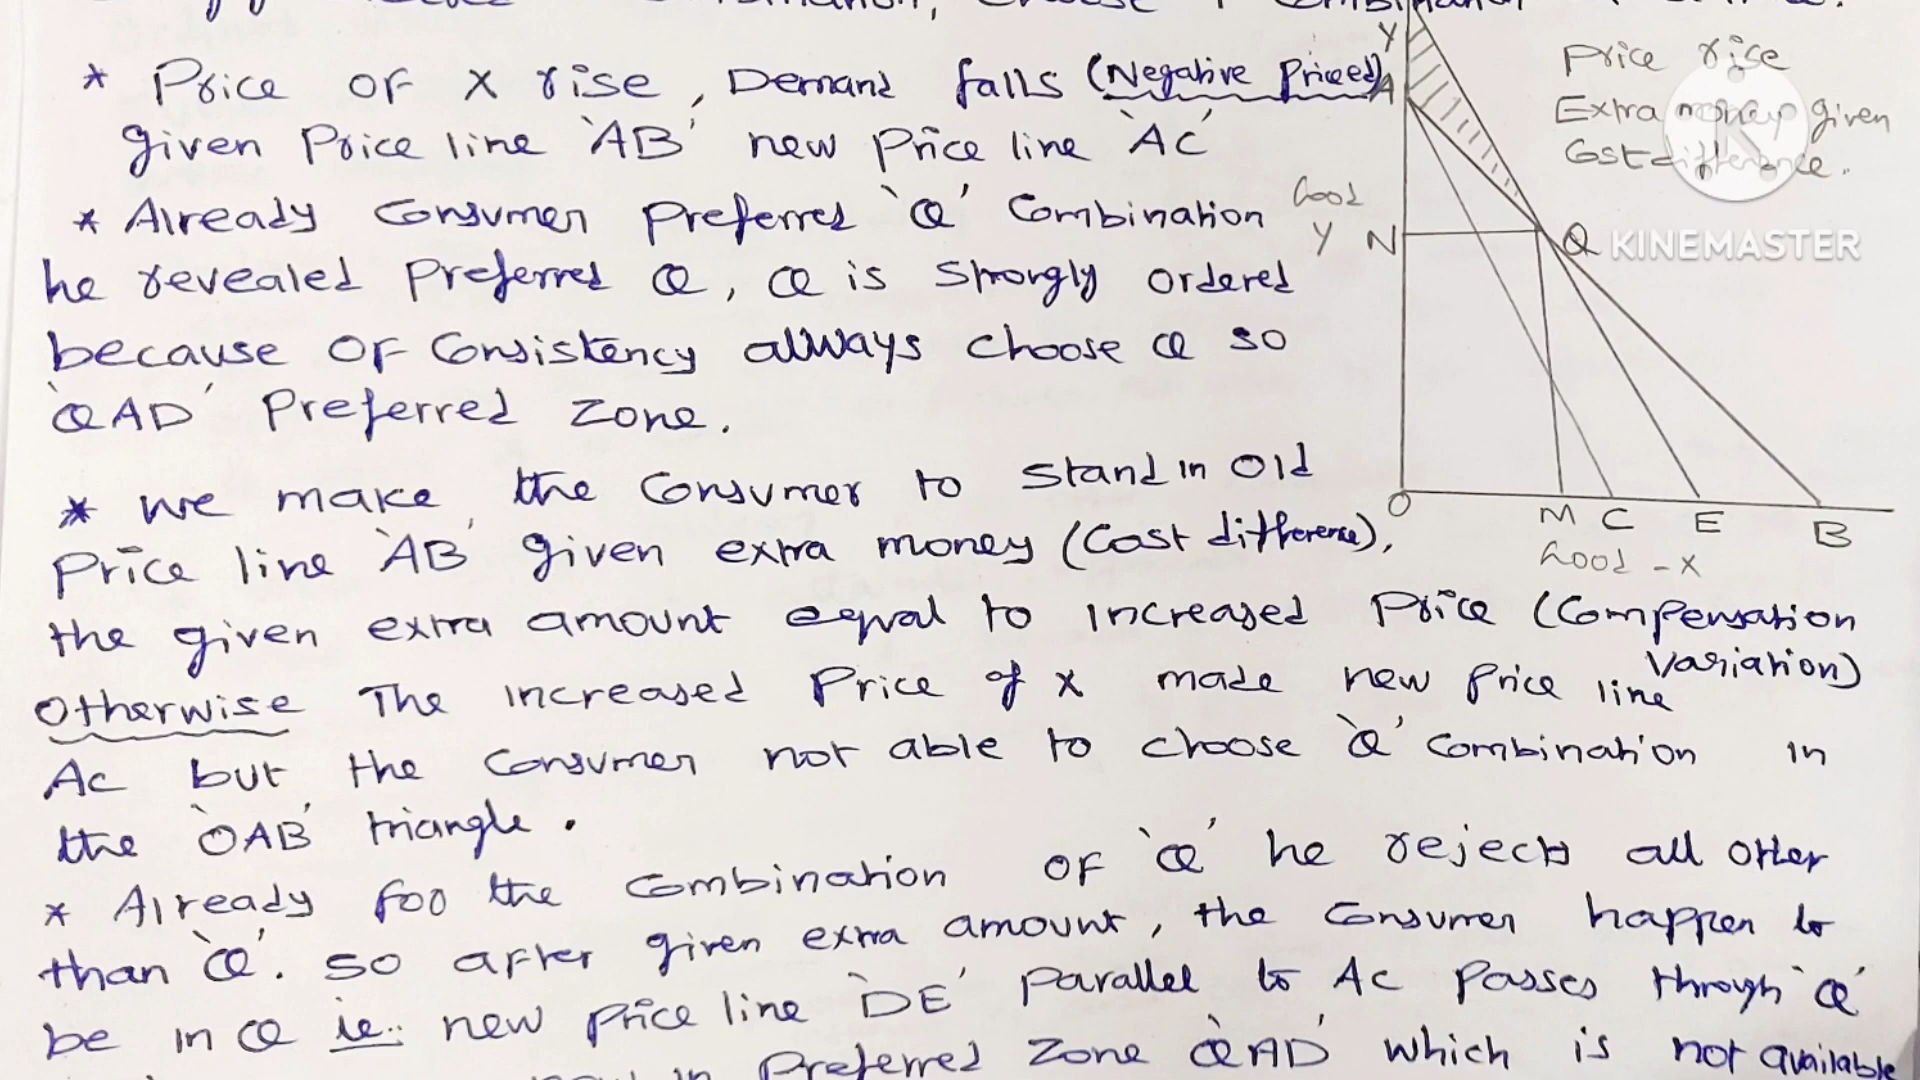 * Price OF X rise, Demand falls (Negative Priced)
given Price line 'AB' new Price line 'AC'
* Already Consumer Preferred 'Q' Combination
he revealed Preferred Q, Q is Strongly Ordered
because OF Consistency always choose Q so
'QAD' Preferred Zone.
* we make the Consumer to Stand in Old
Price line 'AB' given extra money (Cost difference),
the given extra amount eqval to increased Price (Compensation
Variation)
Otherwise The increased Price of x made new Price line
AC but the Consumer not able to choose 'Q' Combination in
the 'OAB' triangle.
* Already foo the Combination OF 'Q' he rejects all other
than 'Q'. so after given extra amount, the Consumer happen to
be in Q ie.. new Price line 'DE' Parallel to AC Passes through 'Q'
in Preferred Zone 'QAD' which is not available
Y
A
Good
Y
N
Q
O
M C E B
Good - X
Price rise
Extra money given
Cost difference.
K
KINEMASTER